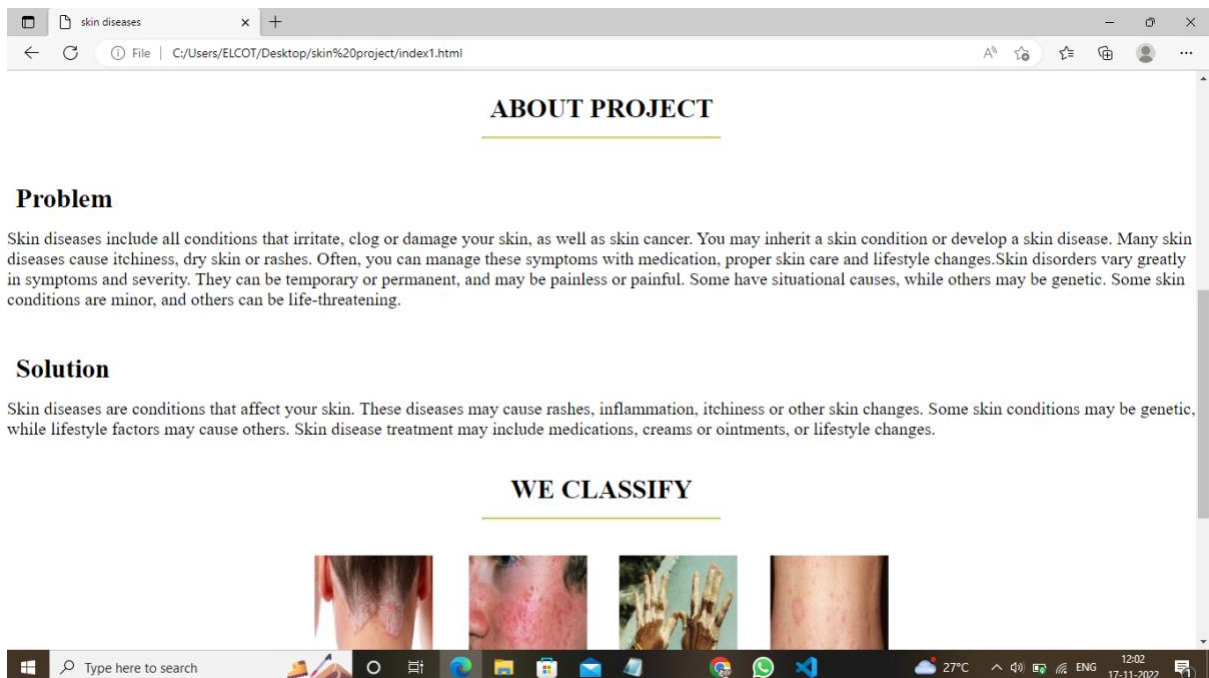 skin diseases
File
C:/Users/ELCOT/Desktop/skin%20project/index1.html
ABOUT PROJECT
Problem
Skin diseases include all conditions that irritate, clog or damage your skin, as well as skin cancer. You may inherit a skin condition or develop a skin disease. Many skin
diseases cause itchiness, dry skin or rashes. Often, you can manage these symptoms with medication, proper skin care and lifestyle changes.Skin disorders vary greatly
in symptoms and severity. They can be temporary or permanent, and may be painless or painful. Some have situational causes, while others may be genetic. Some skin
conditions are minor, and others can be life-threatening.
Solution
Skin diseases are conditions that affect your skin. These diseases may cause rashes, inflammation, itchiness or other skin changes. Some skin conditions may be genetic,
while lifestyle factors may cause others. Skin disease treatment may include medications, creams or ointments, or lifestyle changes.
WE CLASSIFY
Type here to search
27°C
ENG
12:02
17-11-2022